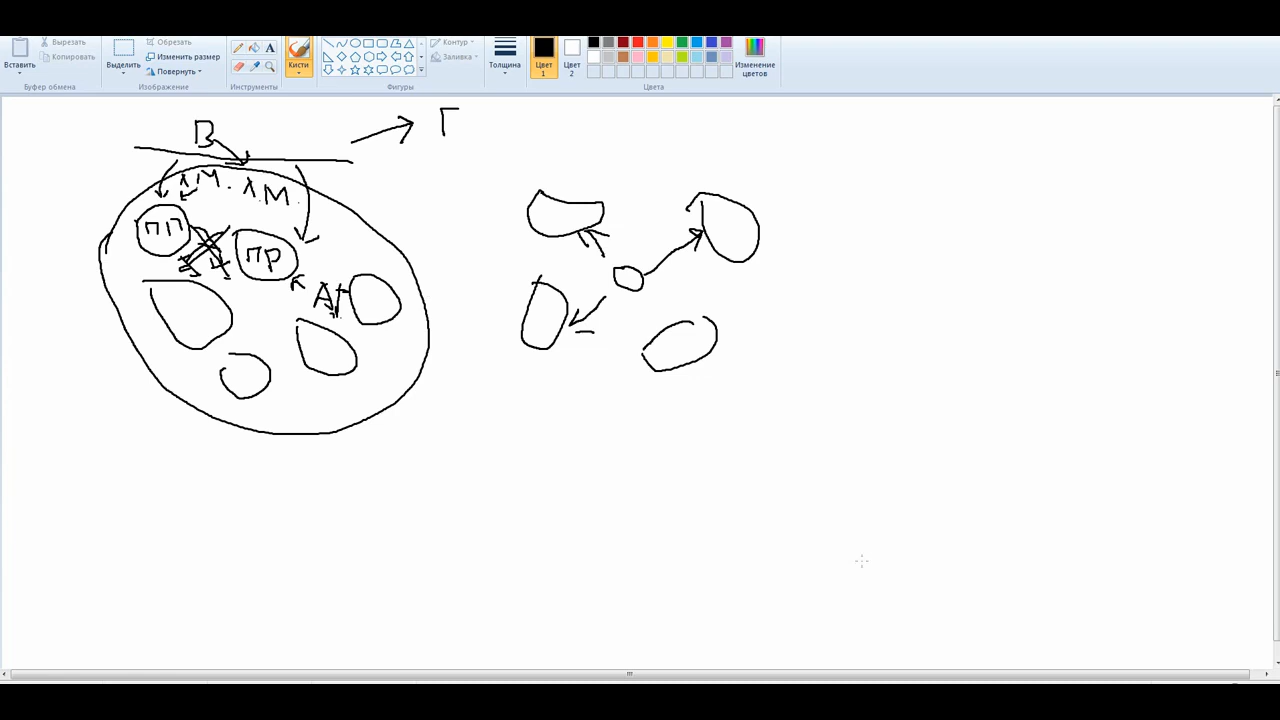 Вырезать
Копировать
Вставить
Буфер обмена
Выделить
Обрезать
Изменить размер
Повернуть
Изображение
A
Инструменты
Кисти
Контур
Заливка
Фигуры
Толщина
Цвет 1
Цвет 2
Изменение цветов
Цвета
В
Г
х.м. х.м.
ПП
ПР